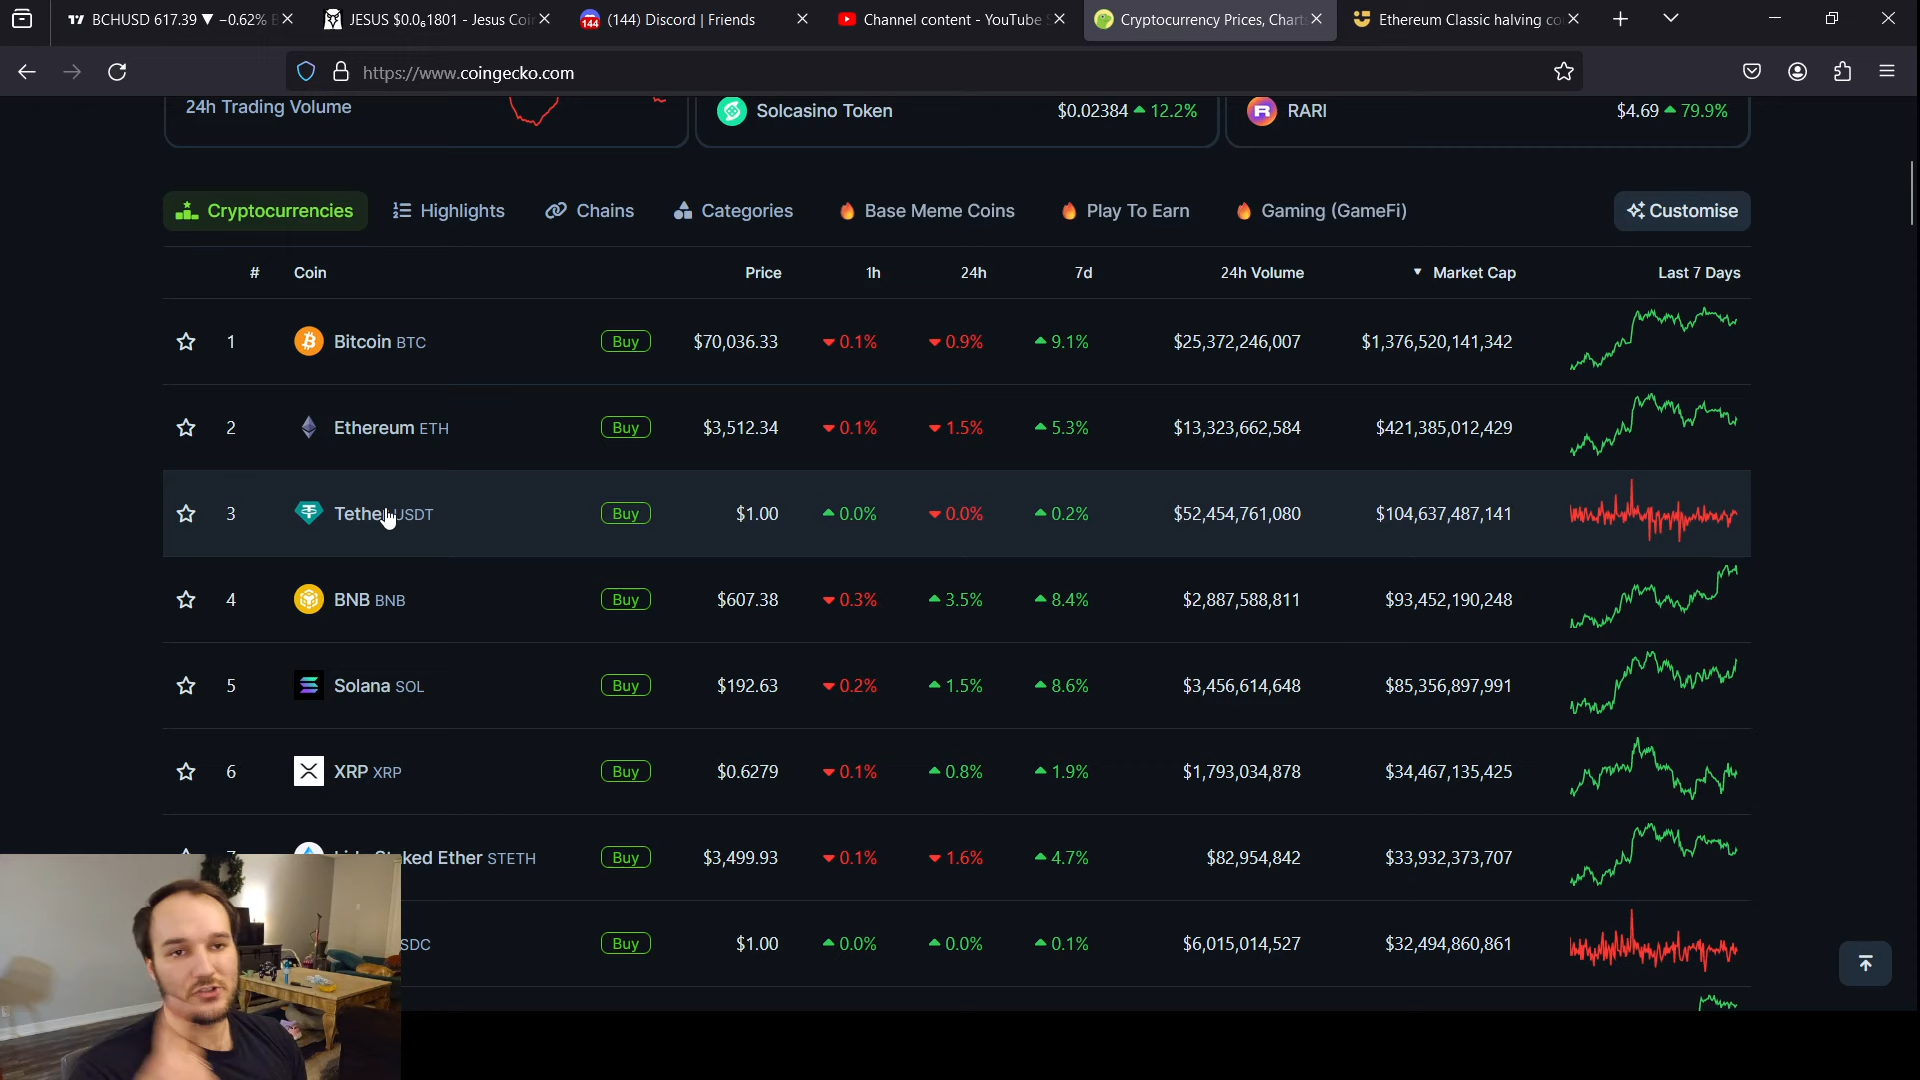 BCHUSD 617.39 ▼ −0.62%
JESUS $0.0₆1801 - Jesus Coi
144
(144) Discord | Friends
Channel content - YouTube
Cryptocurrency Prices, Chart
Ethereum Classic halving co
https://www.coingecko.com
24h Trading Volume
Solcasino Token $0.02384 12.2%
RARI $4.69 79.9%
Cryptocurrencies Highlights Chains Categories Base Meme Coins Play To Earn Gaming (GameFi) Customise
# Coin Price 1h 24h 7d 24h Volume Market Cap Last 7 Days
1 Bitcoin BTC Buy $70,036.33 0.1% 0.9% 9.1% $25,372,246,007 $1,376,520,141,342
2 Ethereum ETH Buy $3,512.34 0.1% 1.5% 5.3% $13,323,662,584 $421,385,012,429
3 Tether USDT Buy $1.00 0.0% 0.0% 0.2% $52,454,761,080 $104,637,487,141
4 BNB BNB Buy $607.38 0.3% 3.5% 8.4% $2,887,588,811 $93,452,190,248
5 Solana SOL Buy $192.63 0.2% 1.5% 8.6% $3,456,614,648 $85,356,897,991
6 XRP XRP Buy $0.6279 0.1% 0.8% 1.9% $1,793,034,878 $34,467,135,425
ked Ether STETH Buy $3,499.93 0.1% 1.6% 4.7% $82,954,842 $33,932,373,707
SDC Buy $1.00 0.0% 0.0% 0.1% $6,015,014,527 $32,494,860,861